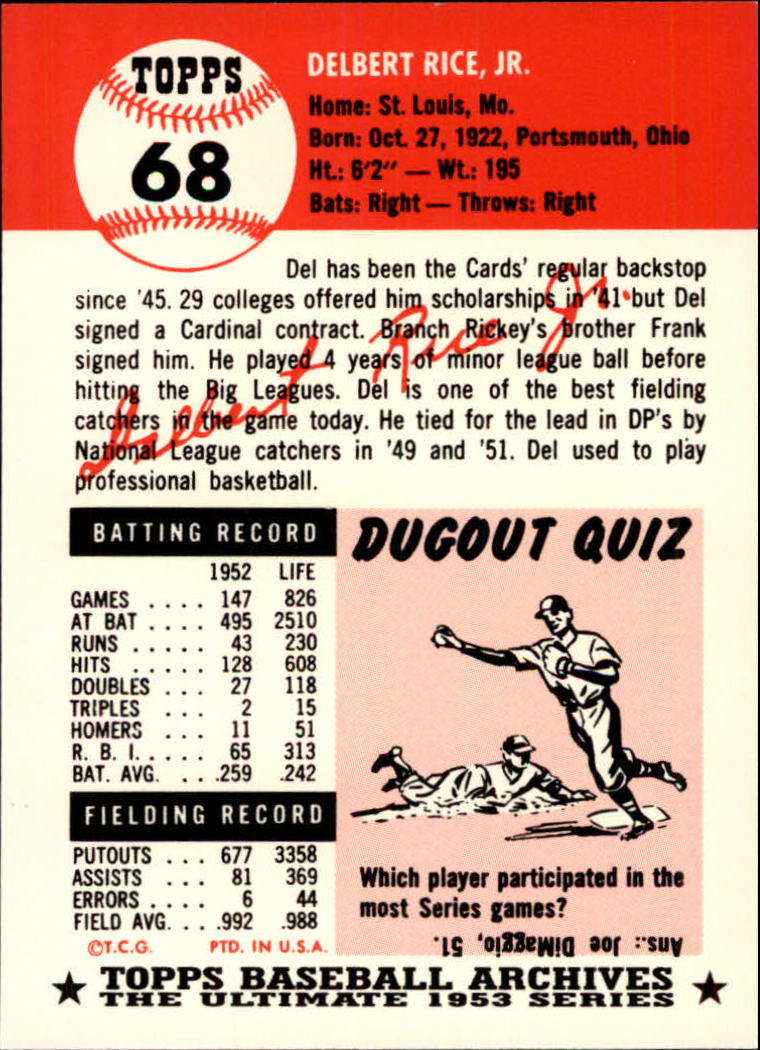 TOPPS
68
DELBERT RICE, JR.
Home: St. Louis, Mo.
Born: Oct. 27, 1922, Portsmouth, Ohio
Ht.: 6'2" — Wt.: 195
Bats: Right — Throws: Right
Del has been the Cards' regular backstop
since '45. 29 colleges offered him scholarships in '41 but Del
signed a Cardinal contract. Branch Rickey's brother Frank
signed him. He played 4 years of minor league ball before
hitting the Big Leagues. Del is one of the best fielding
catchers in the game today. He tied for the lead in DP's by
National League catchers in '49 and '51. Del used to play
professional basketball.
Delbert Rice Jr.
BATTING RECORD
1952 LIFE
GAMES .... 147 826
AT BAT .... 495 2510
RUNS ..... 43 230
HITS ..... 128 608
DOUBLES ... 27 118
TRIPLES ... 2 15
HOMERS ... 11 51
R. B. I. .... 65 313
BAT. AVG. ... .259 .242
FIELDING RECORD
PUTOUTS ... 677 3358
ASSISTS ... 81 369
ERRORS .... 6 44
FIELD AVG. ... .992 .988
©T.C.G. PTD. IN U.S.A.
DUGOUT QUIZ
Which player participated in the
most Series games?
Ans.: Joe DiMaggio, 51.
TOPPS BASEBALL ARCHIVES
THE ULTIMATE 1953 SERIES